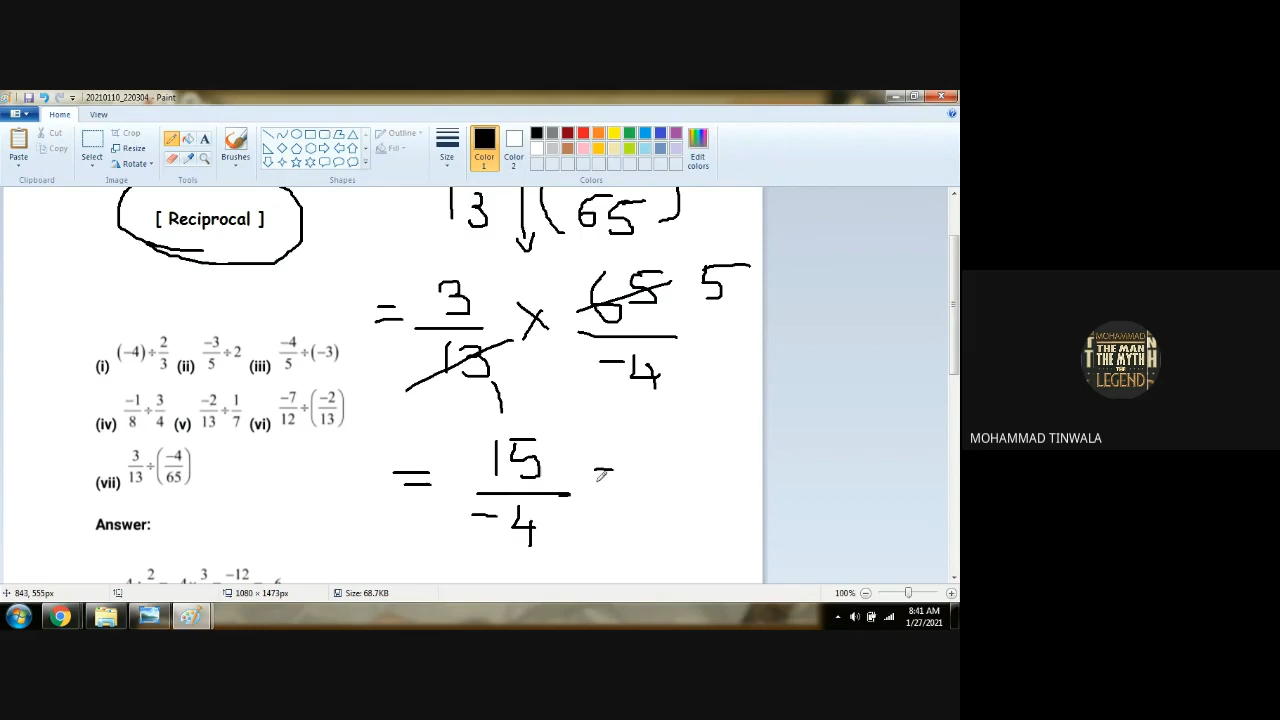 20210110_220304 - Paint
Home View
Paste
Cut
Copy
Clipboard
Select
Crop
Resize
Rotate
Image
A
Tools
Brushes
Outline
Fill
Shapes
Size
Color 1
Color 2
Edit colors
Colors
[ Reciprocal ]
13 ( 65 )
= 3/13 × 65/-4 5
1
= 15/-4 =
(i) (−4)÷2/3 (ii) −3/5÷2 (iii) −4/5÷(−3)
(iv) −1/8÷3/4 (v) −2/13÷1/7 (vi) −7/12÷(−2/13)
(vii) 3/13÷(−4/65)
Answer:
843, 555px
1080 × 1473px
Size: 68.7KB
100%
8:41 AM
1/27/2021
MOHAMMAD
THE MAN
THE MYTH
THE
LEGEND
MOHAMMAD TINWALA